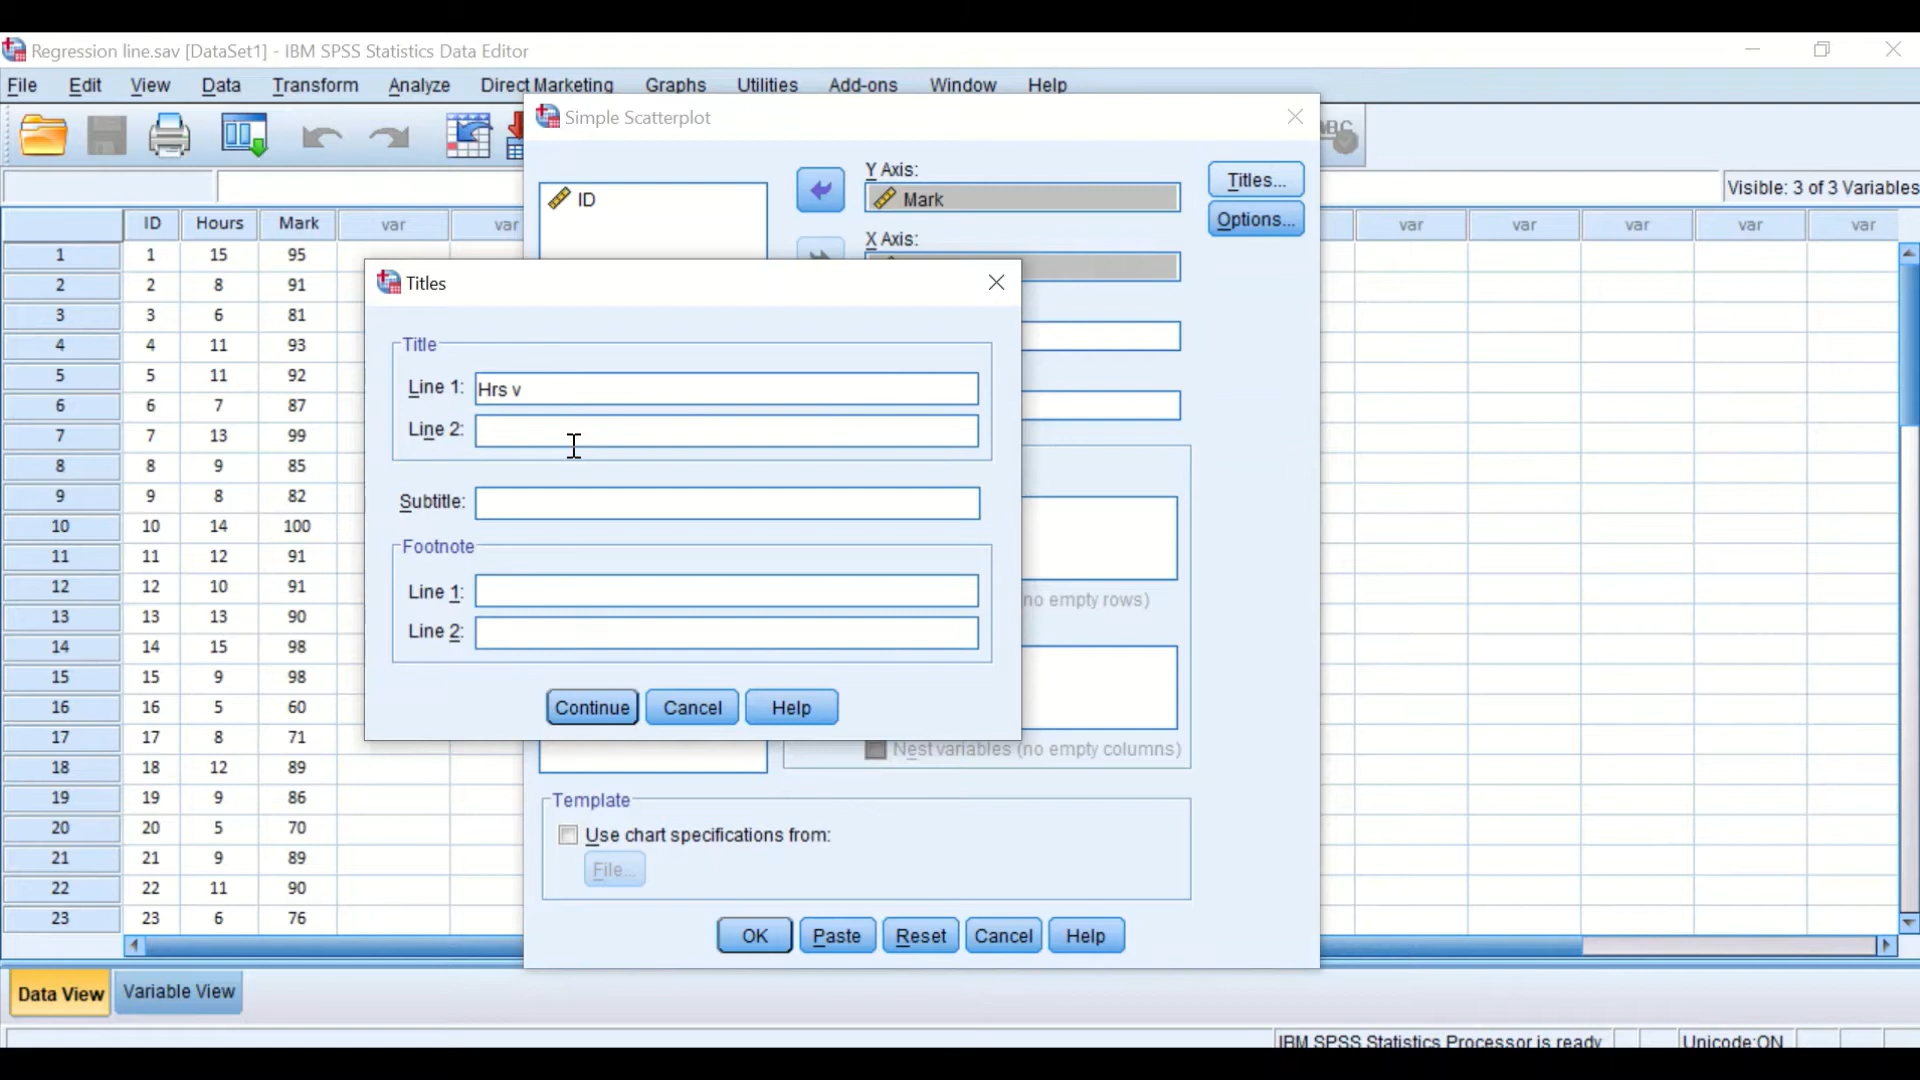 Regression line.sav [DataSet1] - IBM SPSS Statistics Data Editor
File Edit View Data Transform Analyze Direct Marketing Graphs Utilities Add-ons Window Help
Simple Scatterplot
Visible: 3 of 3 Variables
ID
Y Axis:
Mark
X Axis:
Titles...
Options...
ID Hours Mark var var var var var var var
1 1 15 95
2 2 8 91
3 3 6 81
4 4 11 93
5 5 11 92
6 6 7 87
7 7 13 99
8 8 9 85
9 9 8 82
10 10 14 100
11 11 12 91
12 12 10 91
13 13 13 90
14 14 15 98
15 15 9 98
16 16 5 60
17 17 8 71
18 18 12 89
19 19 9 86
20 20 5 70
21 21 9 89
22 22 11 90
23 23 6 76
Titles
Title
Line 1: Hrs v
Line 2:
Subtitle:
Footnote
Line 1:
Line 2:
Continue Cancel Help
no empty rows)
Nest variables (no empty columns)
Template
Use chart specifications from:
File...
OK Paste Reset Cancel Help
Data View Variable View
IBM SPSS Statistics Processor is ready Unicode:ON